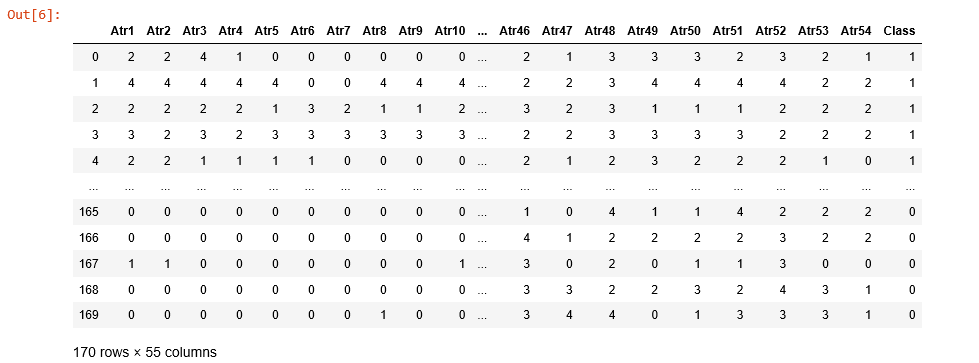 Out[6]:
Atr1 Atr2 Atr3 Atr4 Atr5 Atr6 Atr7 Atr8 Atr9 Atr10 ... Atr46 Atr47 Atr48 Atr49 Atr50 Atr51 Atr52 Atr53 Atr54 Class
0 2 2 4 1 0 0 0 0 0 0 ... 2 1 3 3 3 2 3 2 1 1
1 4 4 4 4 4 0 0 4 4 4 ... 2 2 3 4 4 4 4 2 2 1
2 2 2 2 2 1 3 2 1 1 2 ... 3 2 3 1 1 1 2 2 2 1
3 3 2 3 2 3 3 3 3 3 3 ... 2 2 3 3 3 3 2 2 2 1
4 2 2 1 1 1 1 0 0 0 0 ... 2 1 2 3 2 2 2 1 0 1
... ... ... ... ... ... ... ... ... ... ... ... ... ... ... ... ... ... ... ... ... ...
165 0 0 0 0 0 0 0 0 0 0 ... 1 0 4 1 1 4 2 2 2 0
166 0 0 0 0 0 0 0 0 0 0 ... 4 1 2 2 2 2 3 2 2 0
167 1 1 0 0 0 0 0 0 0 1 ... 3 0 2 0 1 1 3 0 0 0
168 0 0 0 0 0 0 0 0 0 0 ... 3 3 2 2 3 2 4 3 1 0
169 0 0 0 0 0 0 0 1 0 0 ... 3 4 4 0 1 3 3 3 1 0
170 rows × 55 columns